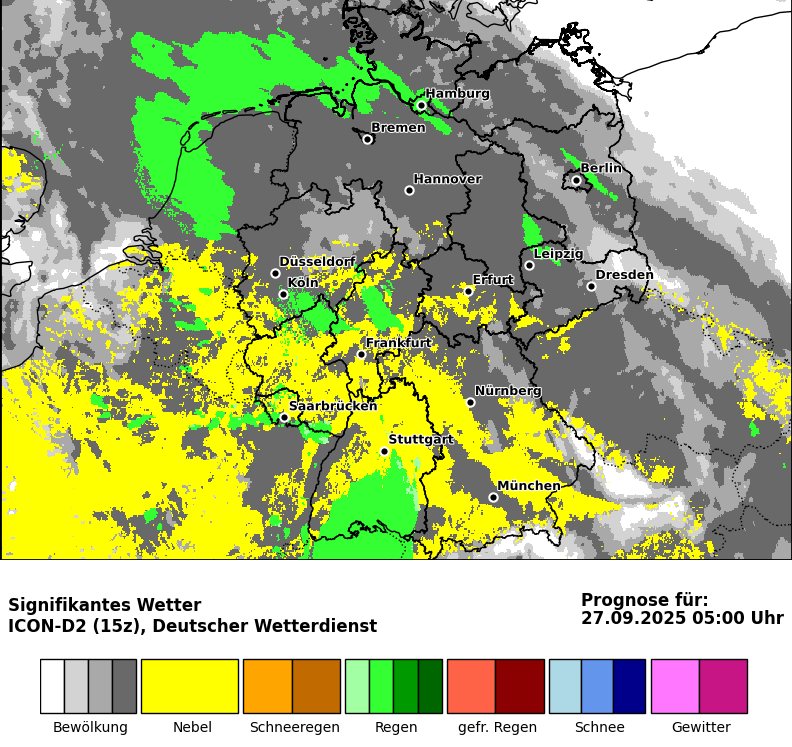 Hamburg
Bremen
Berlin
Hannover
Leipzig
Düsseldorf
Dresden
Erfurt
Köln
Frankfurt
Nürnberg
Saarbrücken
Stuttgart
München
Signifikantes Wetter
ICON-D2 (15z), Deutscher Wetterdienst
Prognose für:
27.09.2025 05:00 Uhr
Bewölkung Nebel Schneeregen Regen gefr. Regen Schnee Gewitter